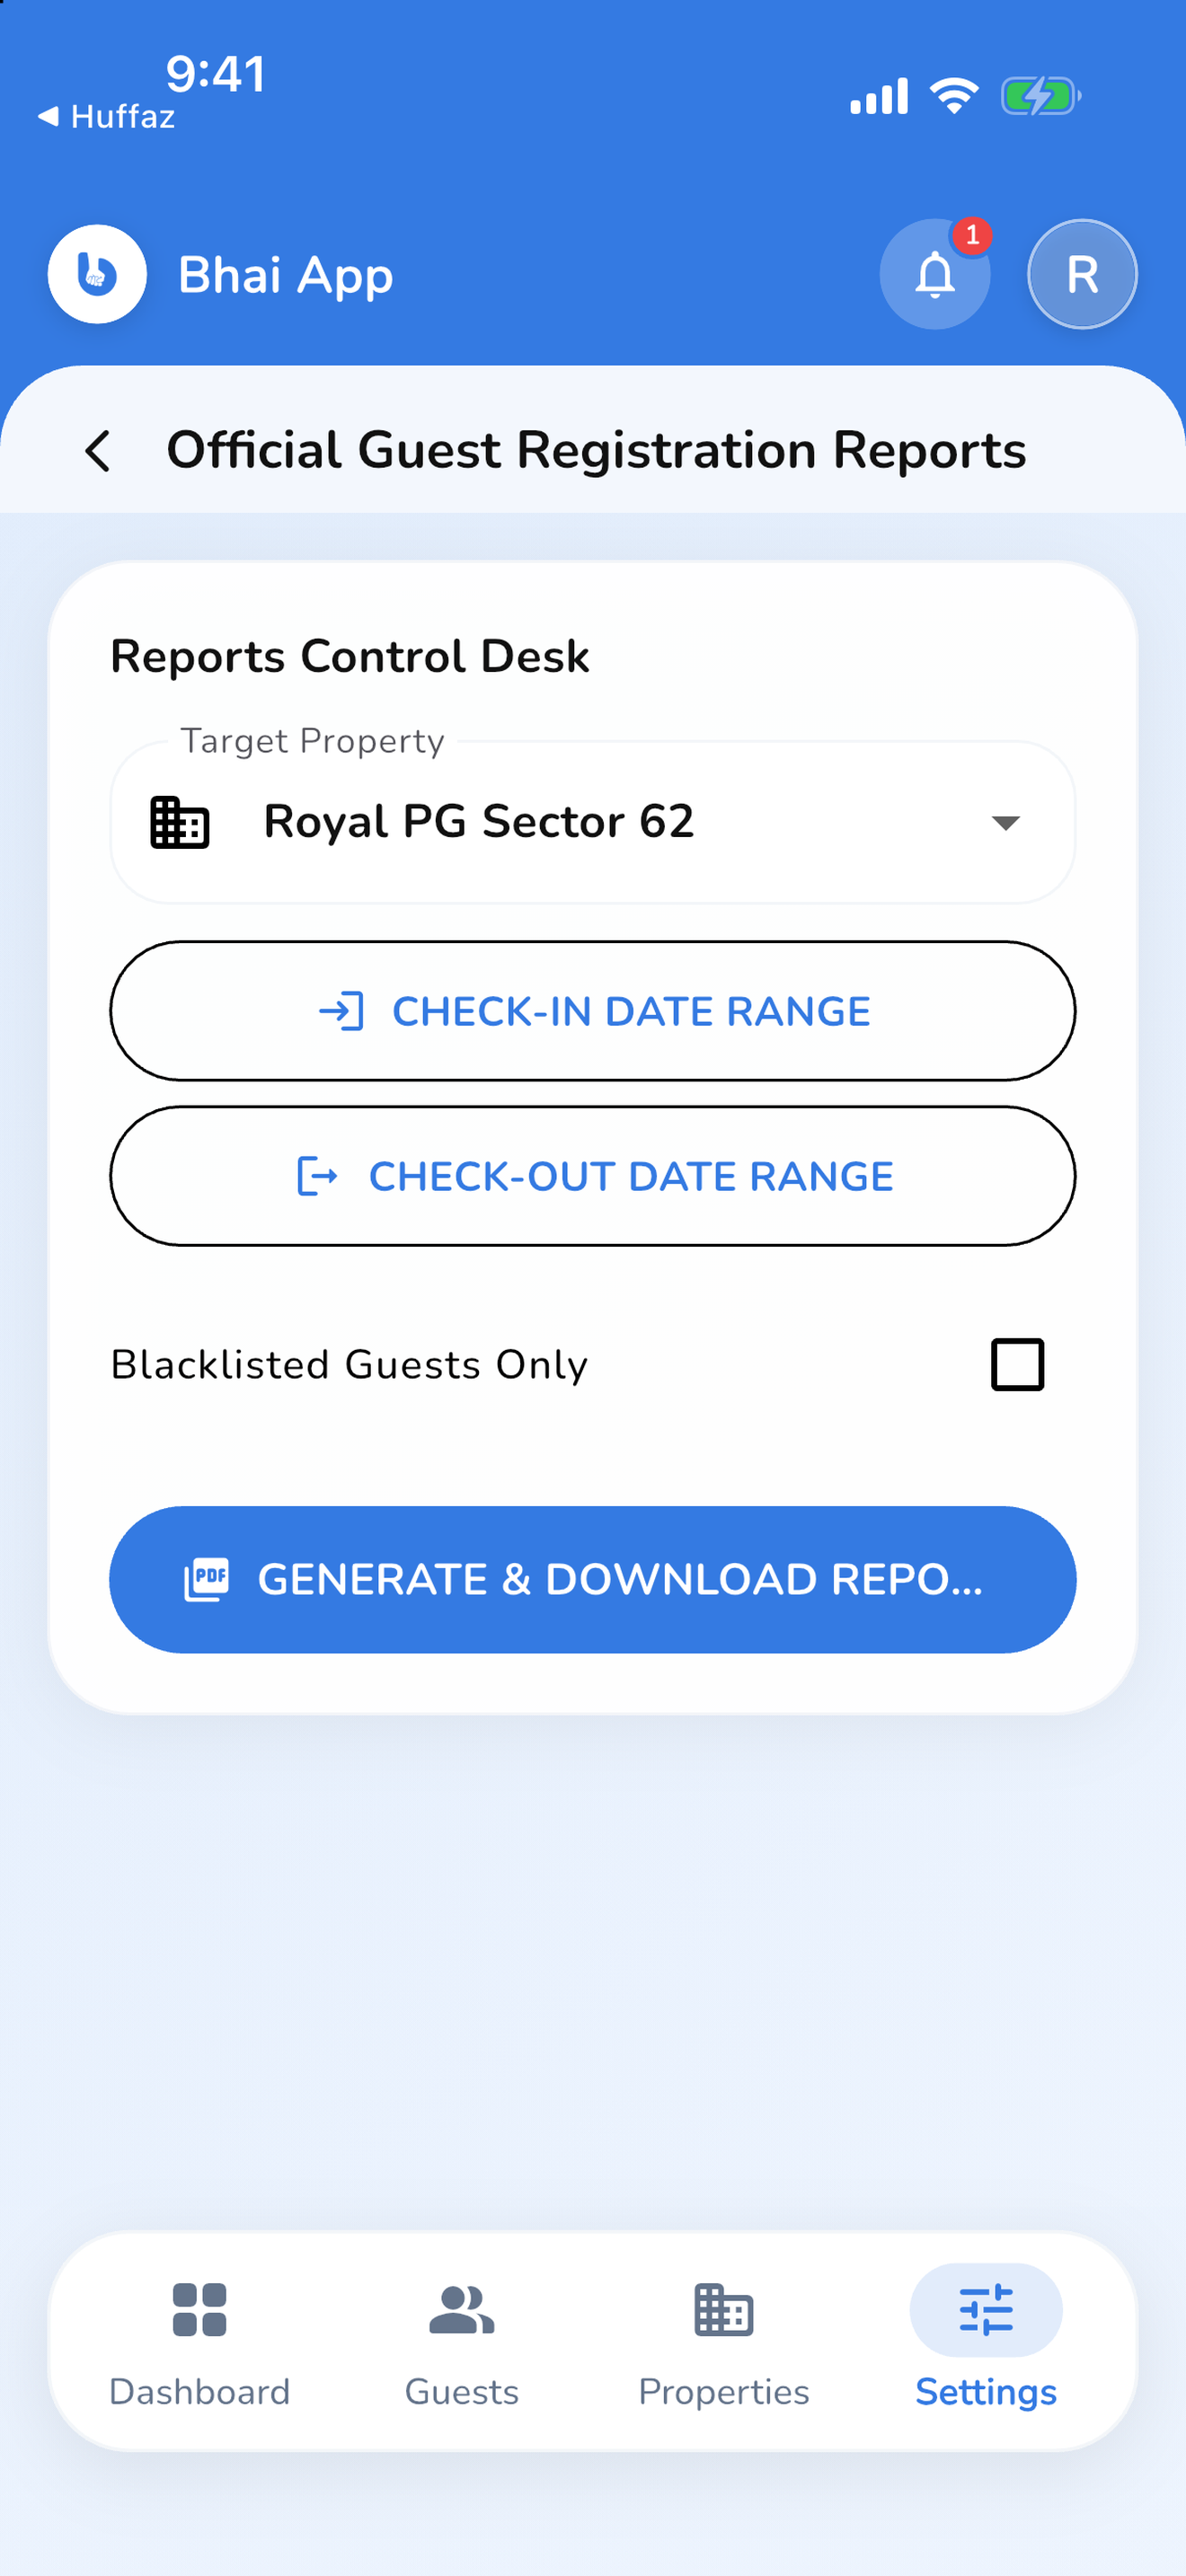 9:41
Huffaz
Bhai App
1
R
Official Guest Registration Reports
Reports Control Desk
Target Property
Royal PG Sector 62
CHECK-IN DATE RANGE
CHECK-OUT DATE RANGE
Blacklisted Guests Only
PDF
GENERATE & DOWNLOAD REPO...
Dashboard
Guests
Properties
Settings